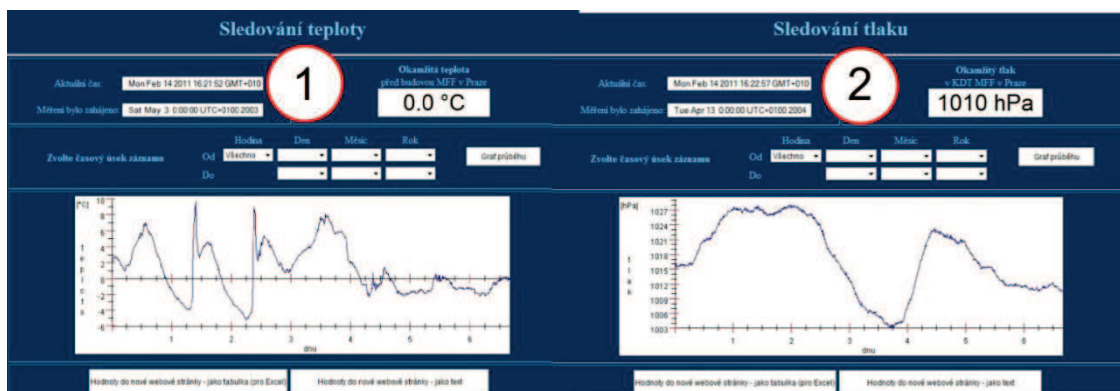 Sledování teploty
1
Aktuální čas: Mon Feb 14 2011 16:21:52 GMT+010
Měření bylo zahájeno: Sat May 3 0:00:00 UTC+0100 2003
Okamžitá teplota
před budovou MFF v Praze
0.0 °C
Hodina Den Měsíc Rok
Zvolte časový úsek záznamu
Od Všechno
Do
Graf průběhu
[°C]
10
8
6
4
2
0
-2
-4
-6
teplota
1 2 3 4 5 6
dnu
Hodnoty do nové webové stránky - jako tabulka (pro Excel)
Hodnoty do nové webové stránky - jako text
Sledování tlaku
2
Aktuální čas: Mon Feb 14 2011 16:22:57 GMT+010
Měření bylo zahájeno: Tue Apr 13 0:00:00 UTC+0100 2004
Okamžitý tlak
v KDT MFF v Praze
1010 hPa
Hodina Den Měsíc Rok
Zvolte časový úsek záznamu
Od Všechno
Do
Graf průběhu
[hPa]
1027
1024
1021
1018
1015
1012
1009
1006
1003
tlak
1 2 3 4 5 6
dnu
Hodnoty do nové webové stránky - jako tabulka (pro Excel)
Hodnoty do nové webové stránky - jako text